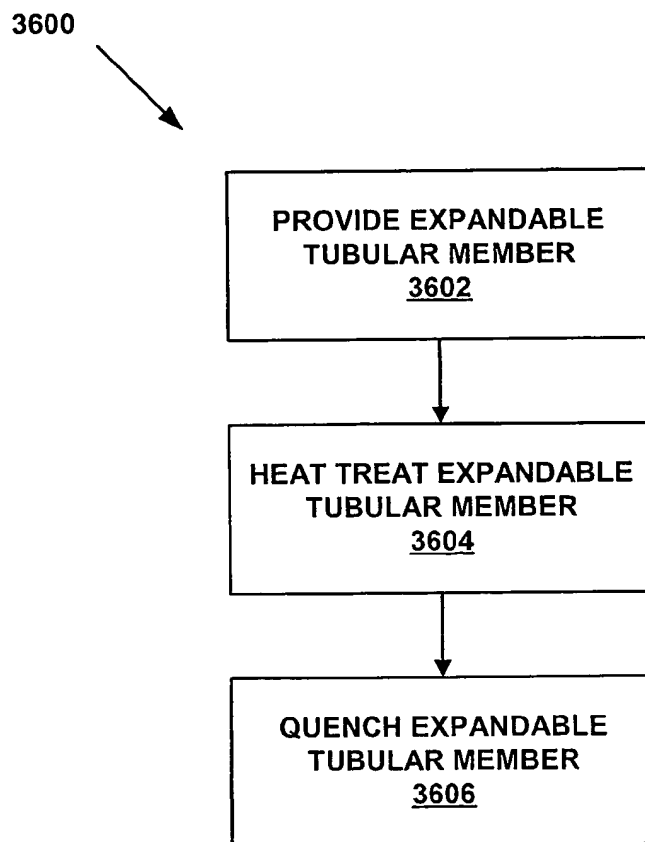 3600
PROVIDE EXPANDABLE
TUBULAR MEMBER
3602
HEAT TREAT EXPANDABLE
TUBULAR MEMBER
3604
QUENCH EXPANDABLE
TUBULAR MEMBER
3606